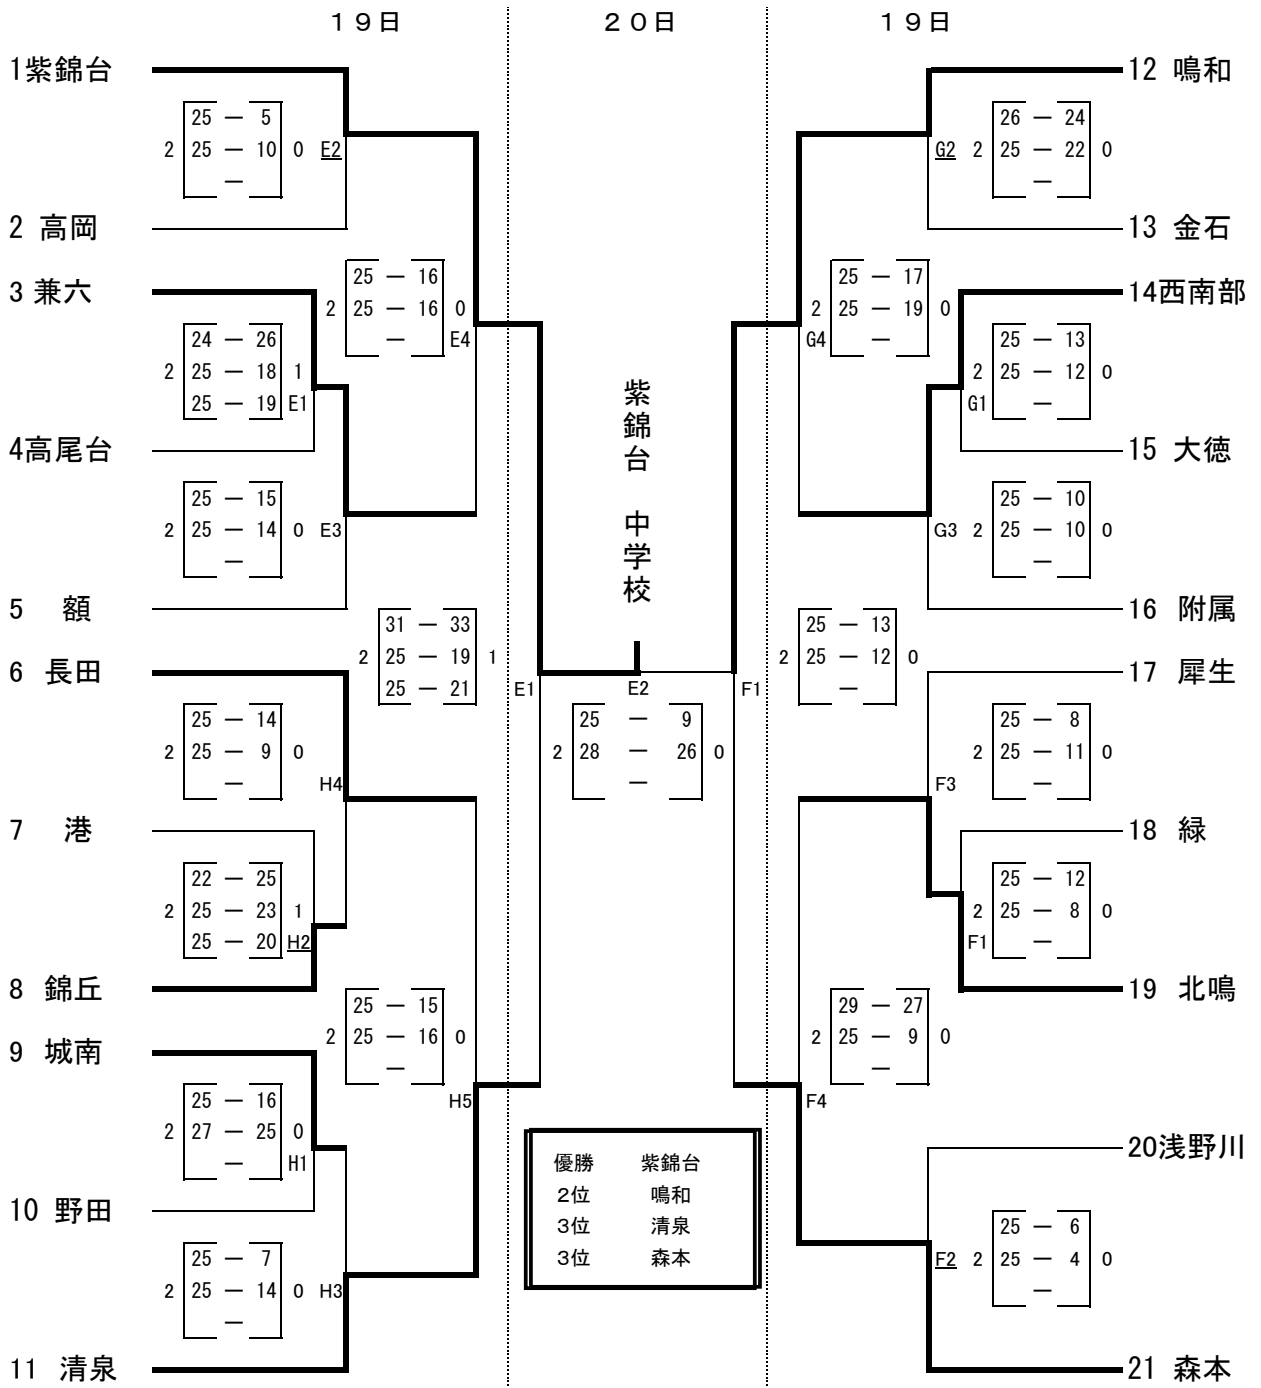 １９日 ２０日 １９日
1紫錦台
25 ― 5
2 25 ― 10 0 E2
―
2 高岡
3 兼六
25 ― 16
2 25 ― 16 0
― E4
24 ― 26
2 25 ― 18 1
25 ― 19 E1
4高尾台
25 ― 15
2 25 ― 14 0 E3
―
5 額
31 ― 33
2 25 ― 19 1
25 ― 21 E1
6 長田
25 ― 14
2 25 ― 9 0
― H4
7 港
22 ― 25
2 25 ― 23 1
25 ― 20 H2
8 錦丘
25 ― 15
2 25 ― 16 0
―
H5
9 城南
25 ― 16
2 27 ― 25 0
― H1
10 野田
25 ― 7
2 25 ― 14 0 H3
―
11 清泉
紫錦台 中学校
E2
25 ― 9
2 28 ― 26 0
―
優勝 紫錦台
2位 鳴和
3位 清泉
3位 森本
12 鳴和
26 ― 24
G2 2 25 ― 22 0
―
13 金石
25 ― 17
2 25 ― 19 0
G4 ―
14西南部
25 ― 13
2 25 ― 12 0
G1 ―
15 大徳
25 ― 10
G3 2 25 ― 10 0
―
16 附属
25 ― 13
2 25 ― 12 0
F1 ―
17 犀生
25 ― 8
2 25 ― 11 0
F3 ―
18 緑
25 ― 12
2 25 ― 8 0
F1 ―
19 北鳴
29 ― 27
2 25 ― 9 0
―
F4
20浅野川
25 ― 6
F2 2 25 ― 4 0
―
21 森本